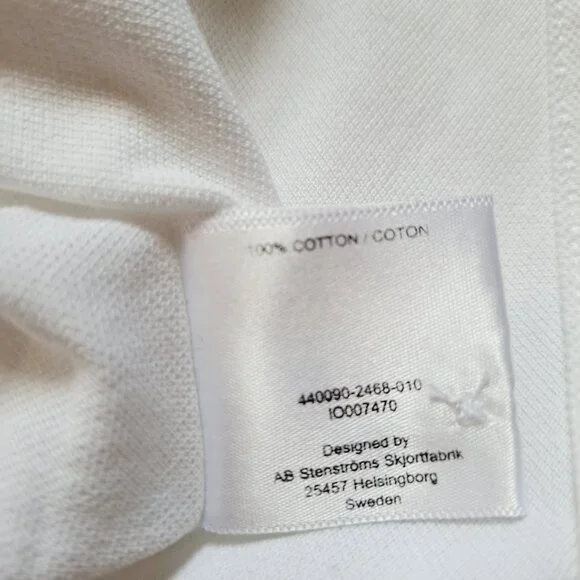 100% COTTON / COTON
440090-2468-010
IO007470
Designed by
AB Stenströms Skjortfabrik
25457 Helsingborg
Sweden